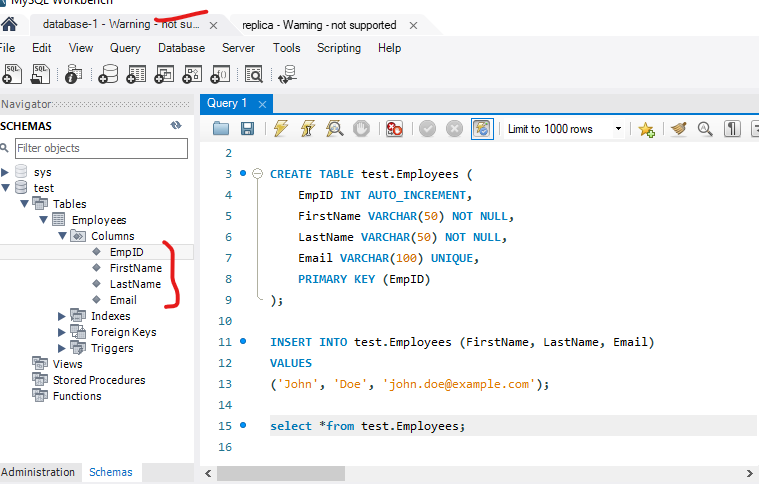 MySQL Workbench
database-1 - Warning - not su...
replica - Warning - not supported
File Edit View Query Database Server Tools Scripting Help
Navigator
Query 1
SCHEMAS
Limit to 1000 rows
Filter objects
sys
test
Tables
Employees
Columns
EmpID
FirstName
LastName
Email
Indexes
Foreign Keys
Triggers
Views
Stored Procedures
Functions
Administration Schemas
2
3 CREATE TABLE test.Employees (
4 EmpID INT AUTO_INCREMENT,
5 FirstName VARCHAR(50) NOT NULL,
6 LastName VARCHAR(50) NOT NULL,
7 Email VARCHAR(100) UNIQUE,
8 PRIMARY KEY (EmpID)
9 );
10
11 INSERT INTO test.Employees (FirstName, LastName, Email)
12 VALUES
13 ('John', 'Doe', 'john.doe@example.com');
14
15 select *from test.Employees;
16